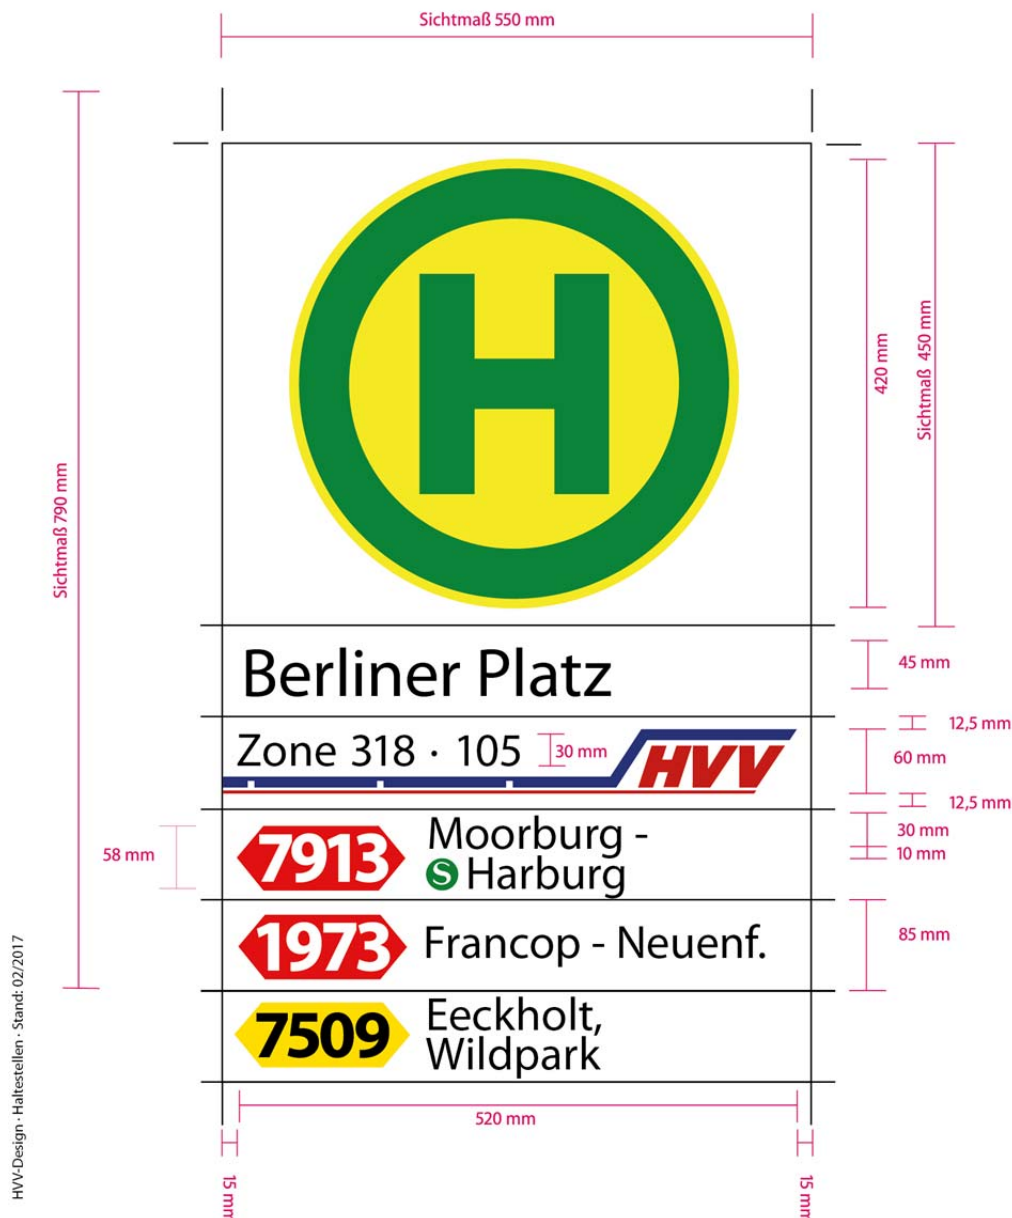 Sichtmaß 550 mm
H
420 mm
Sichtmaß 450 mm
Sichtmaß 790 mm
Berliner Platz
45 mm
12,5 mm
Zone 318 · 105
30 mm
HVV
60 mm
12,5 mm
58 mm
7913
Moorburg -
S Harburg
30 mm
10 mm
1973
Francop - Neuenf.
85 mm
7509
Eeckholt,
Wildpark
520 mm
15 mm
15 mm
HVV-Design · Haltestellen · Stand: 02/2017